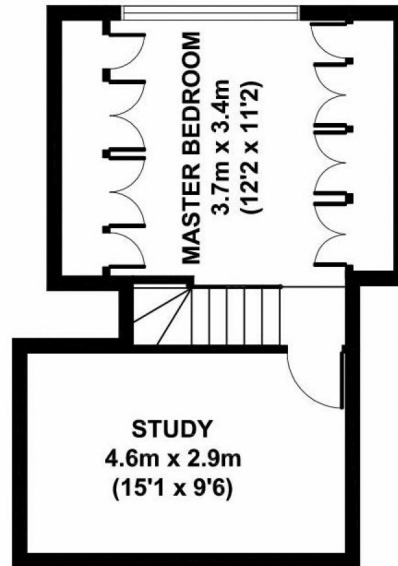 MASTER BEDROOM
3.7m x 3.4m
(12'2 x 11'2)
STUDY
4.6m x 2.9m
(15'1 x 9'6)